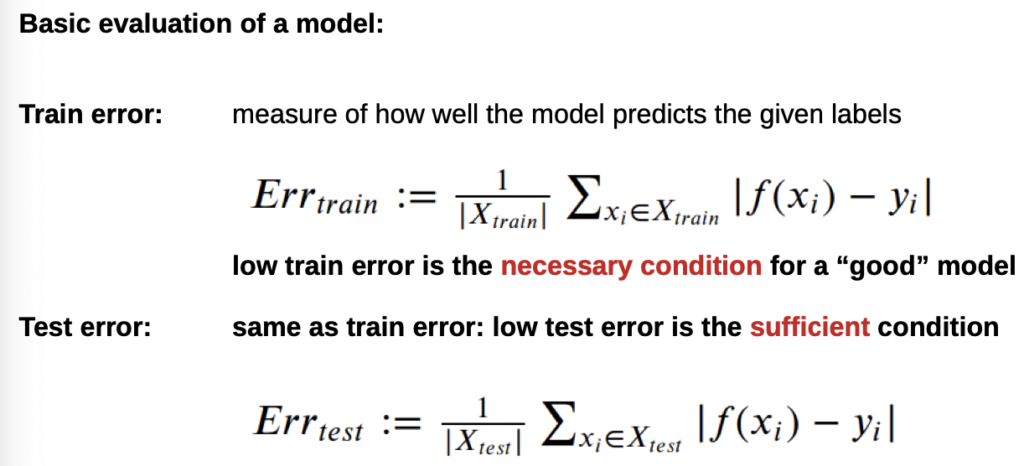 Basic evaluation of a model:
Train error: measure of how well the model predicts the given labels
Err_{train} := \frac{1}{|X_{train}|} \sum_{x_i \in X_{train}} |f(x_i) − y_i|
low train error is the necessary condition for a “good” model
Test error: same as train error: low test error is the sufficient condition
Err_{test} := \frac{1}{|X_{test}|} \sum_{x_i \in X_{test}} |f(x_i) − y_i|